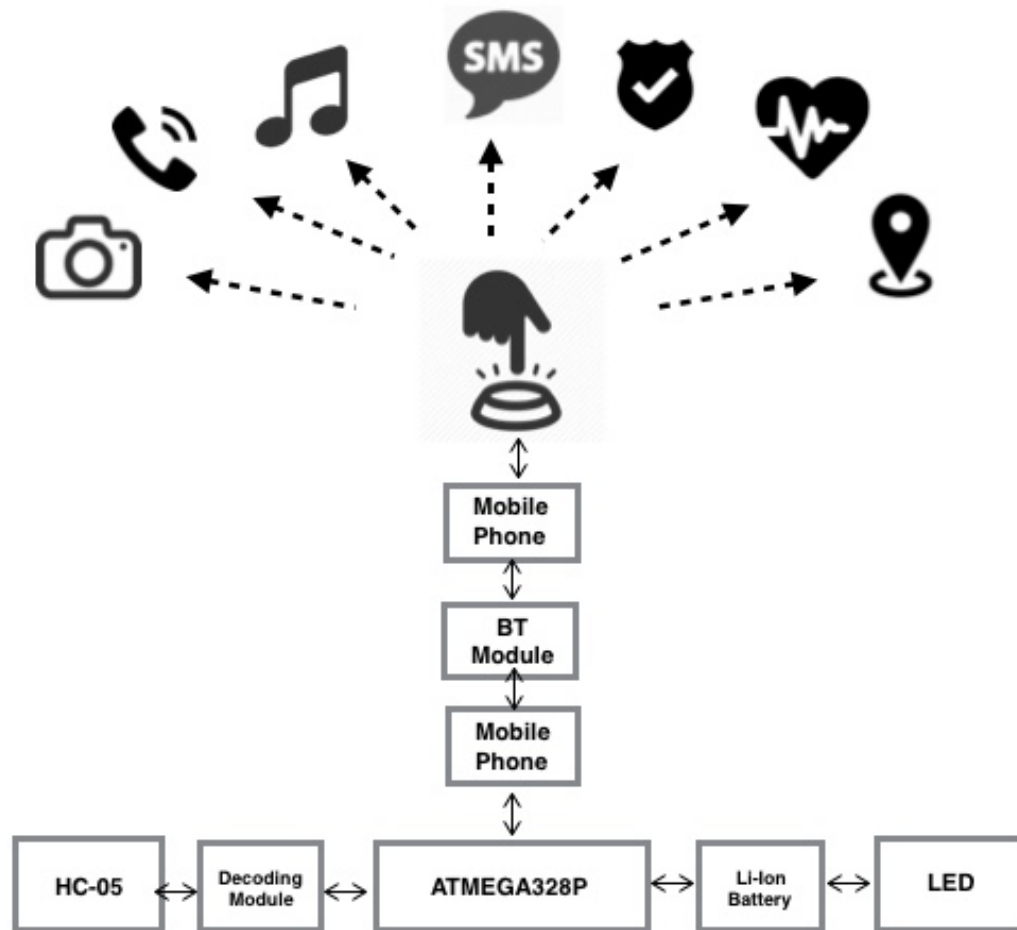 SMS
Mobile
Phone
BT
Module
Mobile
Phone
HC-05
Decoding
Module
ATMEGA328P
Li-Ion
Battery
LED